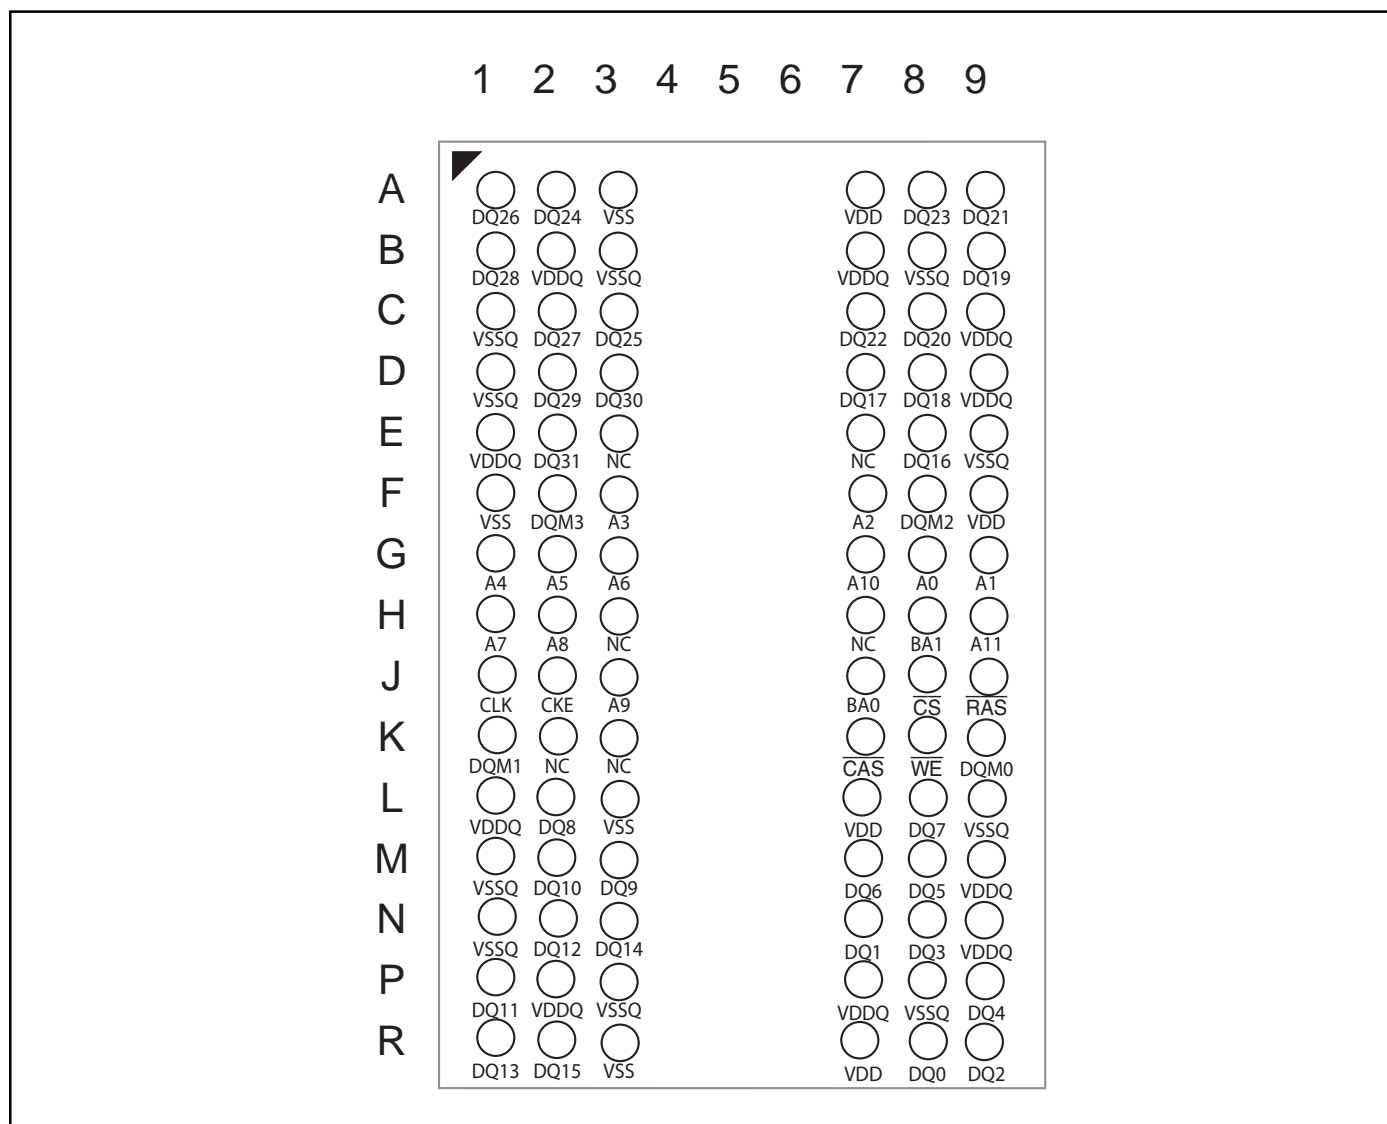 1 2 3 4 5 6 7 8 9
A
DQ26 DQ24 VSS VDD DQ23 DQ21
B
DQ28 VDDQ VSSQ VDDQ VSSQ DQ19
C
VSSQ DQ27 DQ25 DQ22 DQ20 VDDQ
D
VSSQ DQ29 DQ30 DQ17 DQ18 VDDQ
E
VDDQ DQ31 NC NC DQ16 VSSQ
F
VSS DQM3 A3 A2 DQM2 VDD
G
A4 A5 A6 A10 A0 A1
H
A7 A8 NC NC BA1 A11
J
CLK CKE A9 BA0 C̅S̅ R̅A̅S̅
K
DQM1 NC NC C̅A̅S̅ W̅E̅ DQM0
L
VDDQ DQ8 VSS VDD DQ7 VSSQ
M
VSSQ DQ10 DQ9 DQ6 DQ5 VDDQ
N
VSSQ DQ12 DQ14 DQ1 DQ3 VDDQ
P
DQ11 VDDQ VSSQ VDDQ VSSQ DQ4
R
DQ13 DQ15 VSS VDD DQ0 DQ2